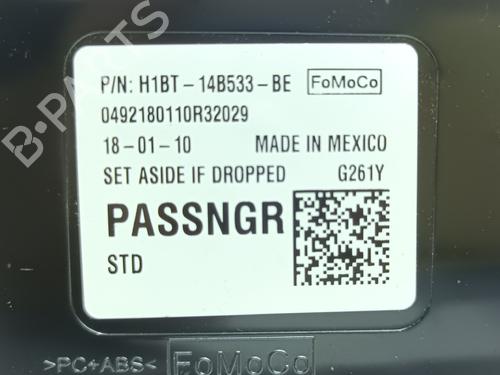 P/N: H1BT-14B533-BE FoMoCo
0492180110R32029
18-01-10 MADE IN MEXICO
SET ASIDE IF DROPPED G261Y
PASSNGR
STD
>PC+ABS< FoMoCo
B-PARTS